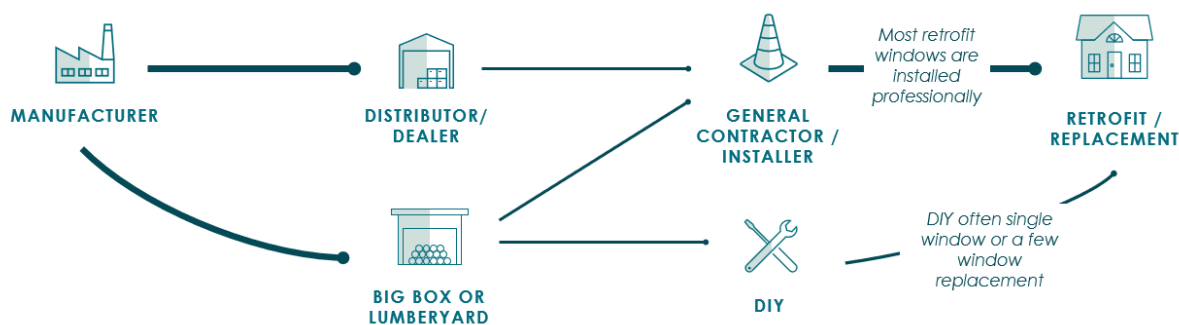 MANUFACTURER
DISTRIBUTOR/
DEALER
GENERAL
CONTRACTOR /
INSTALLER
Most retrofit
windows are
installed
professionally
RETROFIT /
REPLACEMENT
BIG BOX OR
LUMBERYARD
DIY
DIY often single
window or a few
window
replacement